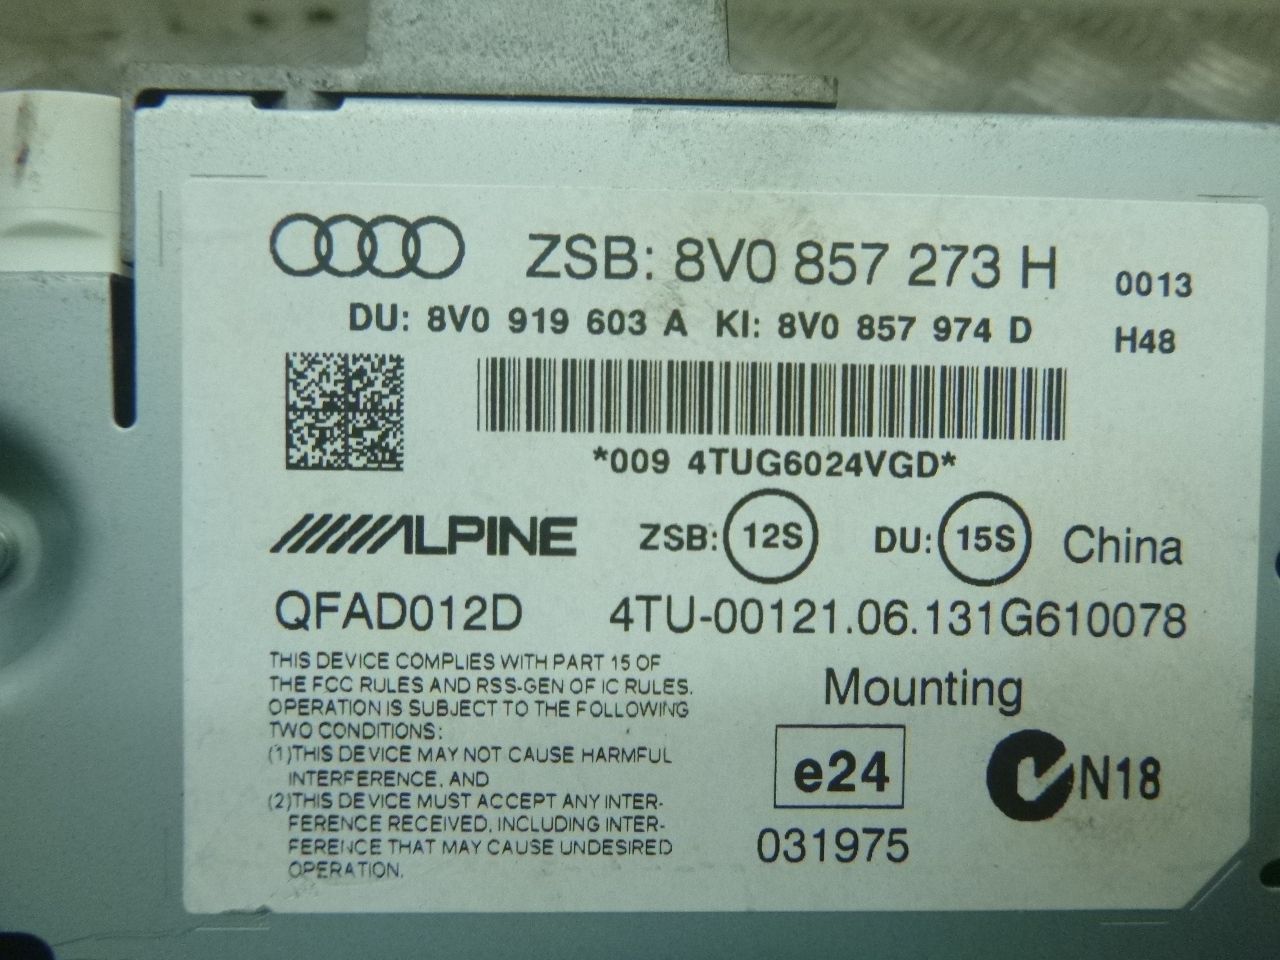 ZSB: 8V0 857 273 H 0013
DU: 8V0 919 603 A KI: 8V0 857 974 D H48
*009 4TUG6024VGD*
ALPINE ZSB: 12S DU: 15S China
QFAD012D 4TU-00121.06.131G610078
THIS DEVICE COMPLIES WITH PART 15 OF
THE FCC RULES AND RSS-GEN OF IC RULES.
OPERATION IS SUBJECT TO THE FOLLOWING
TWO CONDITIONS:
(1)THIS DEVICE MAY NOT CAUSE HARMFUL
INTERFERENCE, AND
(2)THIS DEVICE MUST ACCEPT ANY INTER-
FERENCE RECEIVED, INCLUDING INTER-
FERENCE THAT MAY CAUSE UNDESIRED
OPERATION.
Mounting
e24 N18
031975